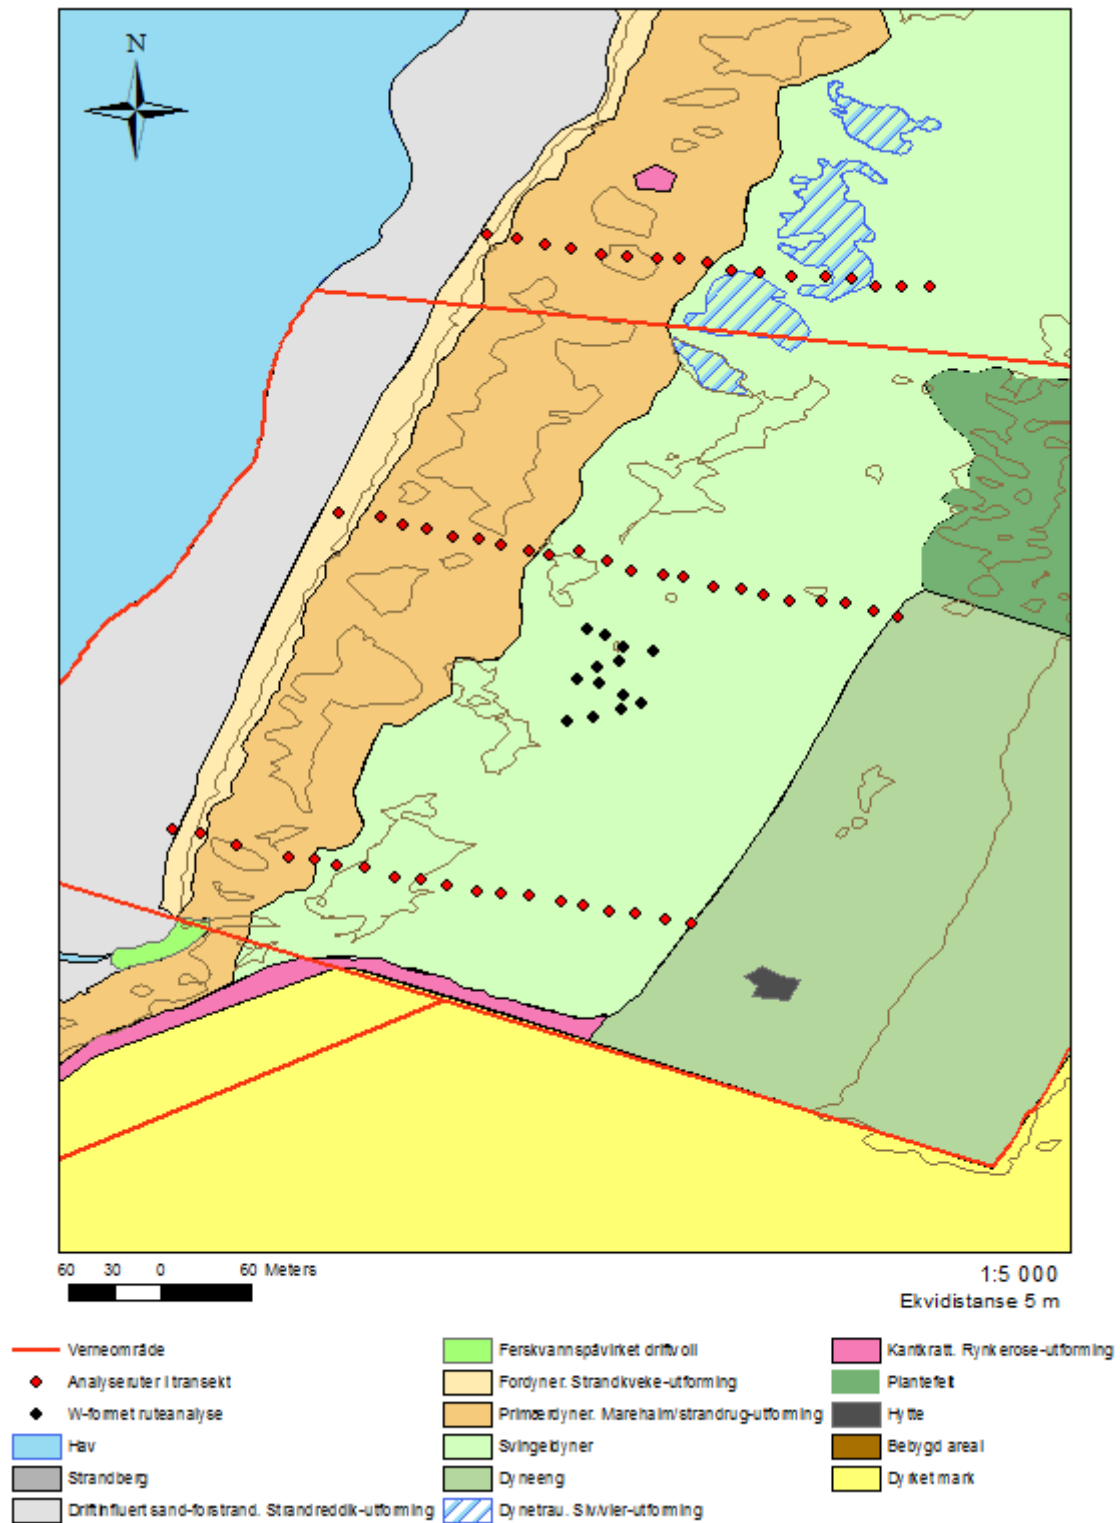 N
60 30 0 60 Meters
1:5 000
Ekvidistanse 5 m
Verneområde
Analyseruter i transekt
W-formet ruteanalyse
Hav
Strandberg
Driftinfluert sand-forstrand. Strandreddik-utforming
Ferskvannspåvirket driftvoll
Fordyner. Strandkveke-utforming
Primærdyner. Marehalm/strandrug-utforming
Svingeldyner
Dyneeng
Dynetrau. Siv/vier-utforming
Kantkratt. Rynkerose-utforming
Plantefelt
Hytte
Bebygd areal
Dyrket mark